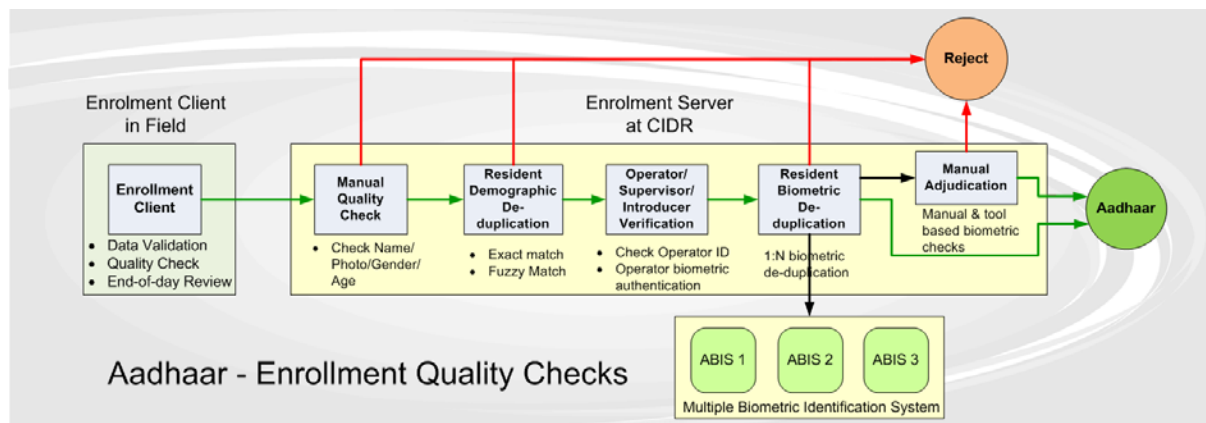 Reject
Enrolment Client
in Field
Enrolment Server
at CIDR
Enrollment
Client
• Data Validation
• Quality Check
• End-of-day Review
Manual
Quality
Check
• Check Name/
Photo/Gender/
Age
Resident
Demographic
De-
duplication
• Exact match
• Fuzzy Match
Operator/
Supervisor/
Introducer
Verification
• Check Operator ID
• Operator biometric
authentication
Resident
Biometric
De-
duplication
1:N biometric
de-duplication
Manual
Adjudication
Manual & tool
based biometric
checks
Aadhaar
ABIS 1
ABIS 2
ABIS 3
Multiple Biometric Identification System
Aadhaar - Enrollment Quality Checks